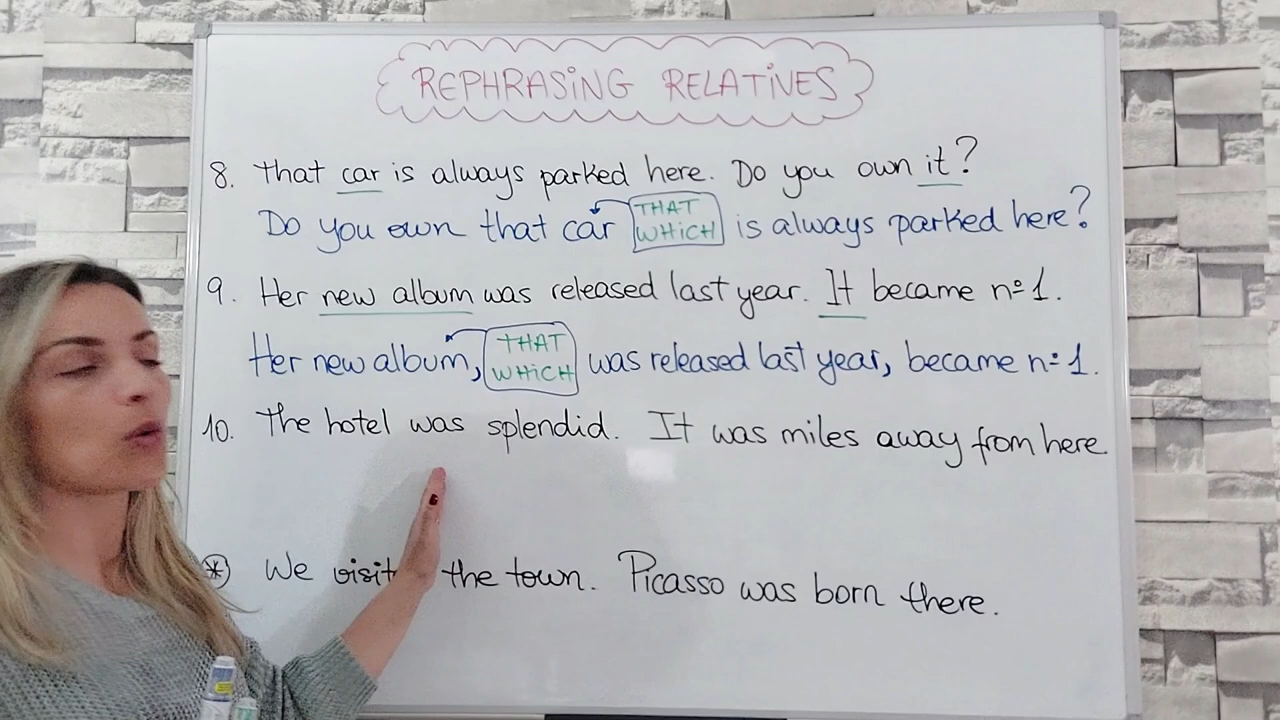 REPHRASING RELATIVES
8. That car is always parked here. Do you own it?
Do you own that car THAT WHICH is always parked here?
9. Her new album was released last year. It became nº 1.
Her new album, THAT WHICH was released last year, became nº 1.
10. The hotel was splendid. It was miles away from here
* We visit the town. Picasso was born there.